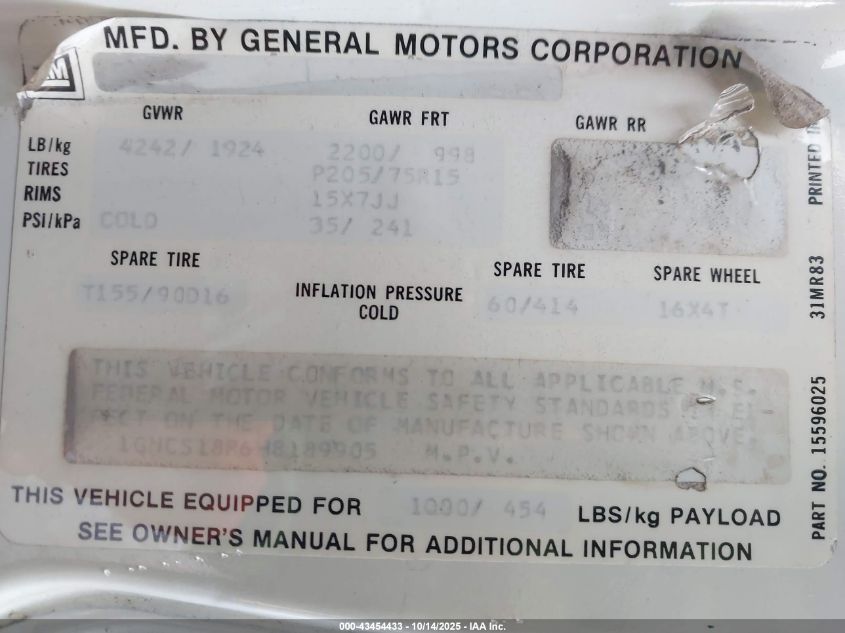 MFD. BY GENERAL MOTORS CORPORATION
GM
GVWR GAWR FRT GAWR RR
LB/kg 4242/ 1924 2200/ 998
TIRES P205/75R15
RIMS 15X7JJ
PSI/kPa COLD 35/ 241
SPARE TIRE SPARE TIRE SPARE WHEEL
T155/90D16 INFLATION PRESSURE COLD 60/414 16X4T
THIS VEHICLE CONFORMS TO ALL APPLICABLE
FEDERAL MOTOR VEHICLE SAFETY STANDARDS
FECT ON THE DATE OF MANUFACTURE SHOWN ABOVE.
1GNCS18R6H8189905 M.P.V.
THIS VEHICLE EQUIPPED FOR 1000/ 454 LBS/kg PAYLOAD
SEE OWNER'S MANUAL FOR ADDITIONAL INFORMATION
PART NO. 15596025 31MR83 PRINTED
000-43454433 - 10/14/2025 - IAA Inc.